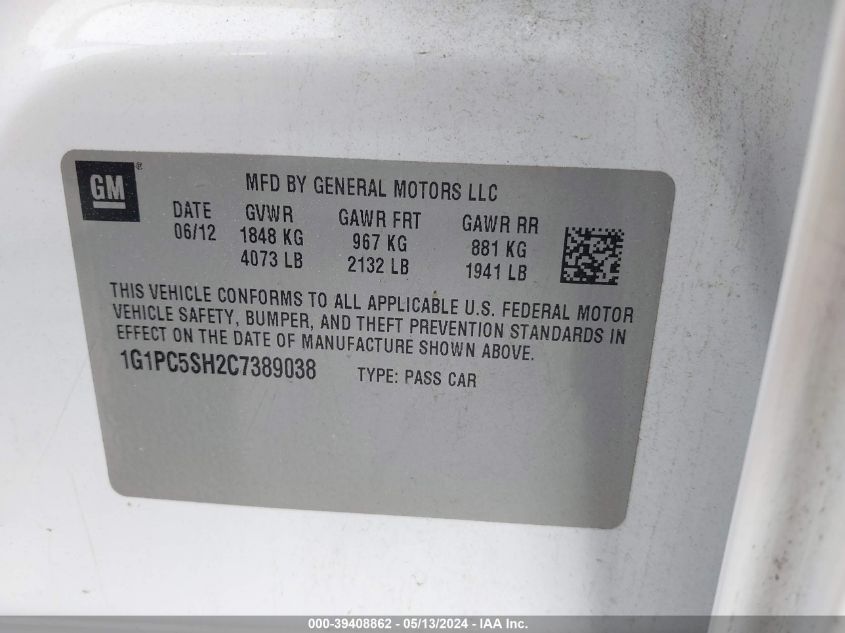 GM®
MFD BY GENERAL MOTORS LLC
DATE GVWR GAWR FRT GAWR RR
06/12 1848 KG 967 KG 881 KG
4073 LB 2132 LB 1941 LB
THIS VEHICLE CONFORMS TO ALL APPLICABLE U.S. FEDERAL MOTOR
VEHICLE SAFETY, BUMPER, AND THEFT PREVENTION STANDARDS IN
EFFECT ON THE DATE OF MANUFACTURE SHOWN ABOVE.
1G1PC5SH2C7389038 TYPE: PASS CAR
000-39408862 - 05/13/2024 - IAA Inc.